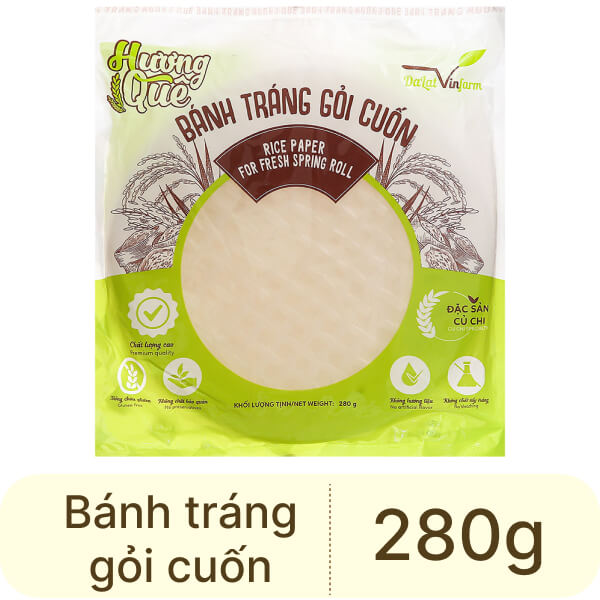 Hương
Quê
DaLat Vinfarm
BÁNH TRÁNG GỎI CUỐN
RICE PAPER
FOR FRESH SPRING ROLL
Chất lượng cao
Premium quality
ĐẶC SẢN
CỦ CHI
CU CHI SPECIALTY
Không chứa gluten
Gluten Free
Không chất bảo quản
No preservatives
Không hương liệu
No artificial flavor
Không chất tẩy trắng
No bleaching
KHỐI LƯỢNG TỊNH/NET WEIGHT: 280 g
Bánh tráng
gỏi cuốn
280g